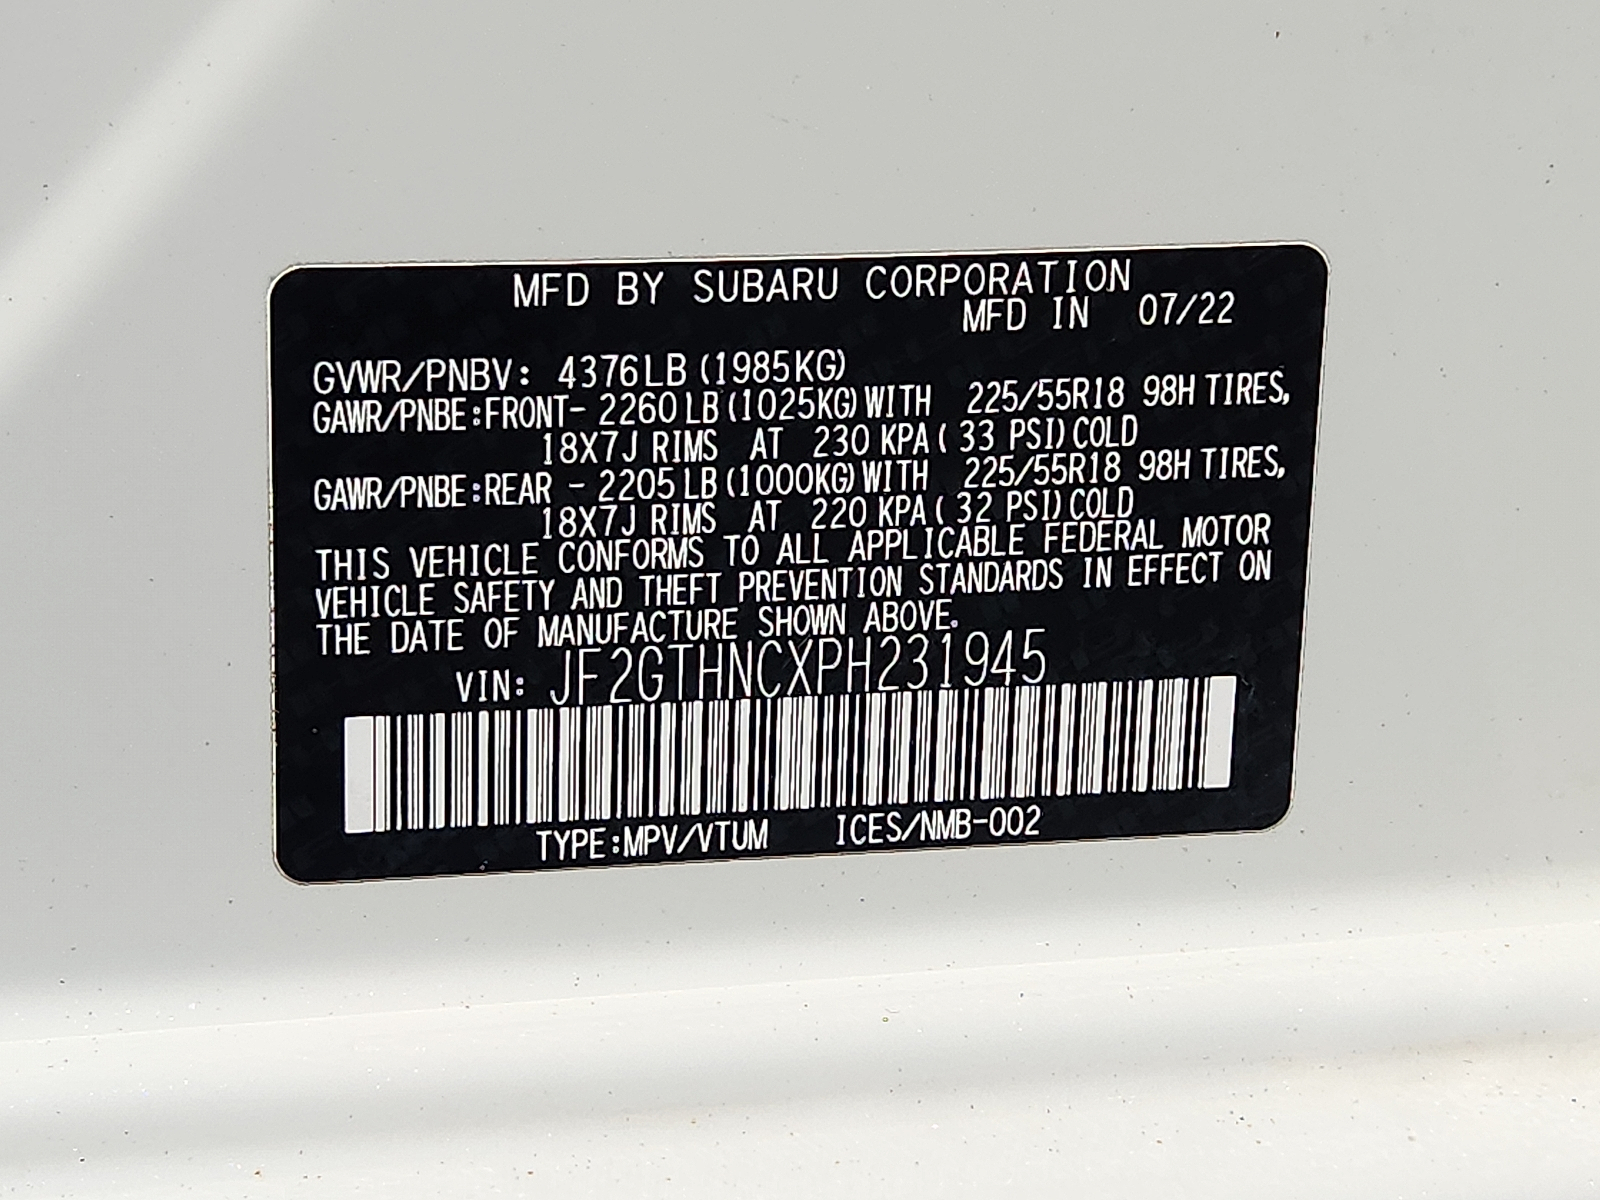 MFD BY SUBARU CORPORATION
MFD IN 07/22
GVWR/PNBV: 4376LB (1985KG)
GAWR/PNBE:FRONT- 2260 LB (1025KG) WITH 225/55R18 98H TIRES,
18X7J RIMS AT 230 KPA ( 33 PSI) COLD
GAWR/PNBE:REAR - 2205 LB (1000KG) WITH 225/55R18 98H TIRES,
18X7J RIMS AT 220 KPA ( 32 PSI) COLD
THIS VEHICLE CONFORMS TO ALL APPLICABLE FEDERAL MOTOR
VEHICLE SAFETY AND THEFT PREVENTION STANDARDS IN EFFECT ON
THE DATE OF MANUFACTURE SHOWN ABOVE.
VIN: JF2GTHNCXPH231945
TYPE:MPV/VTUM ICES/NMB-002